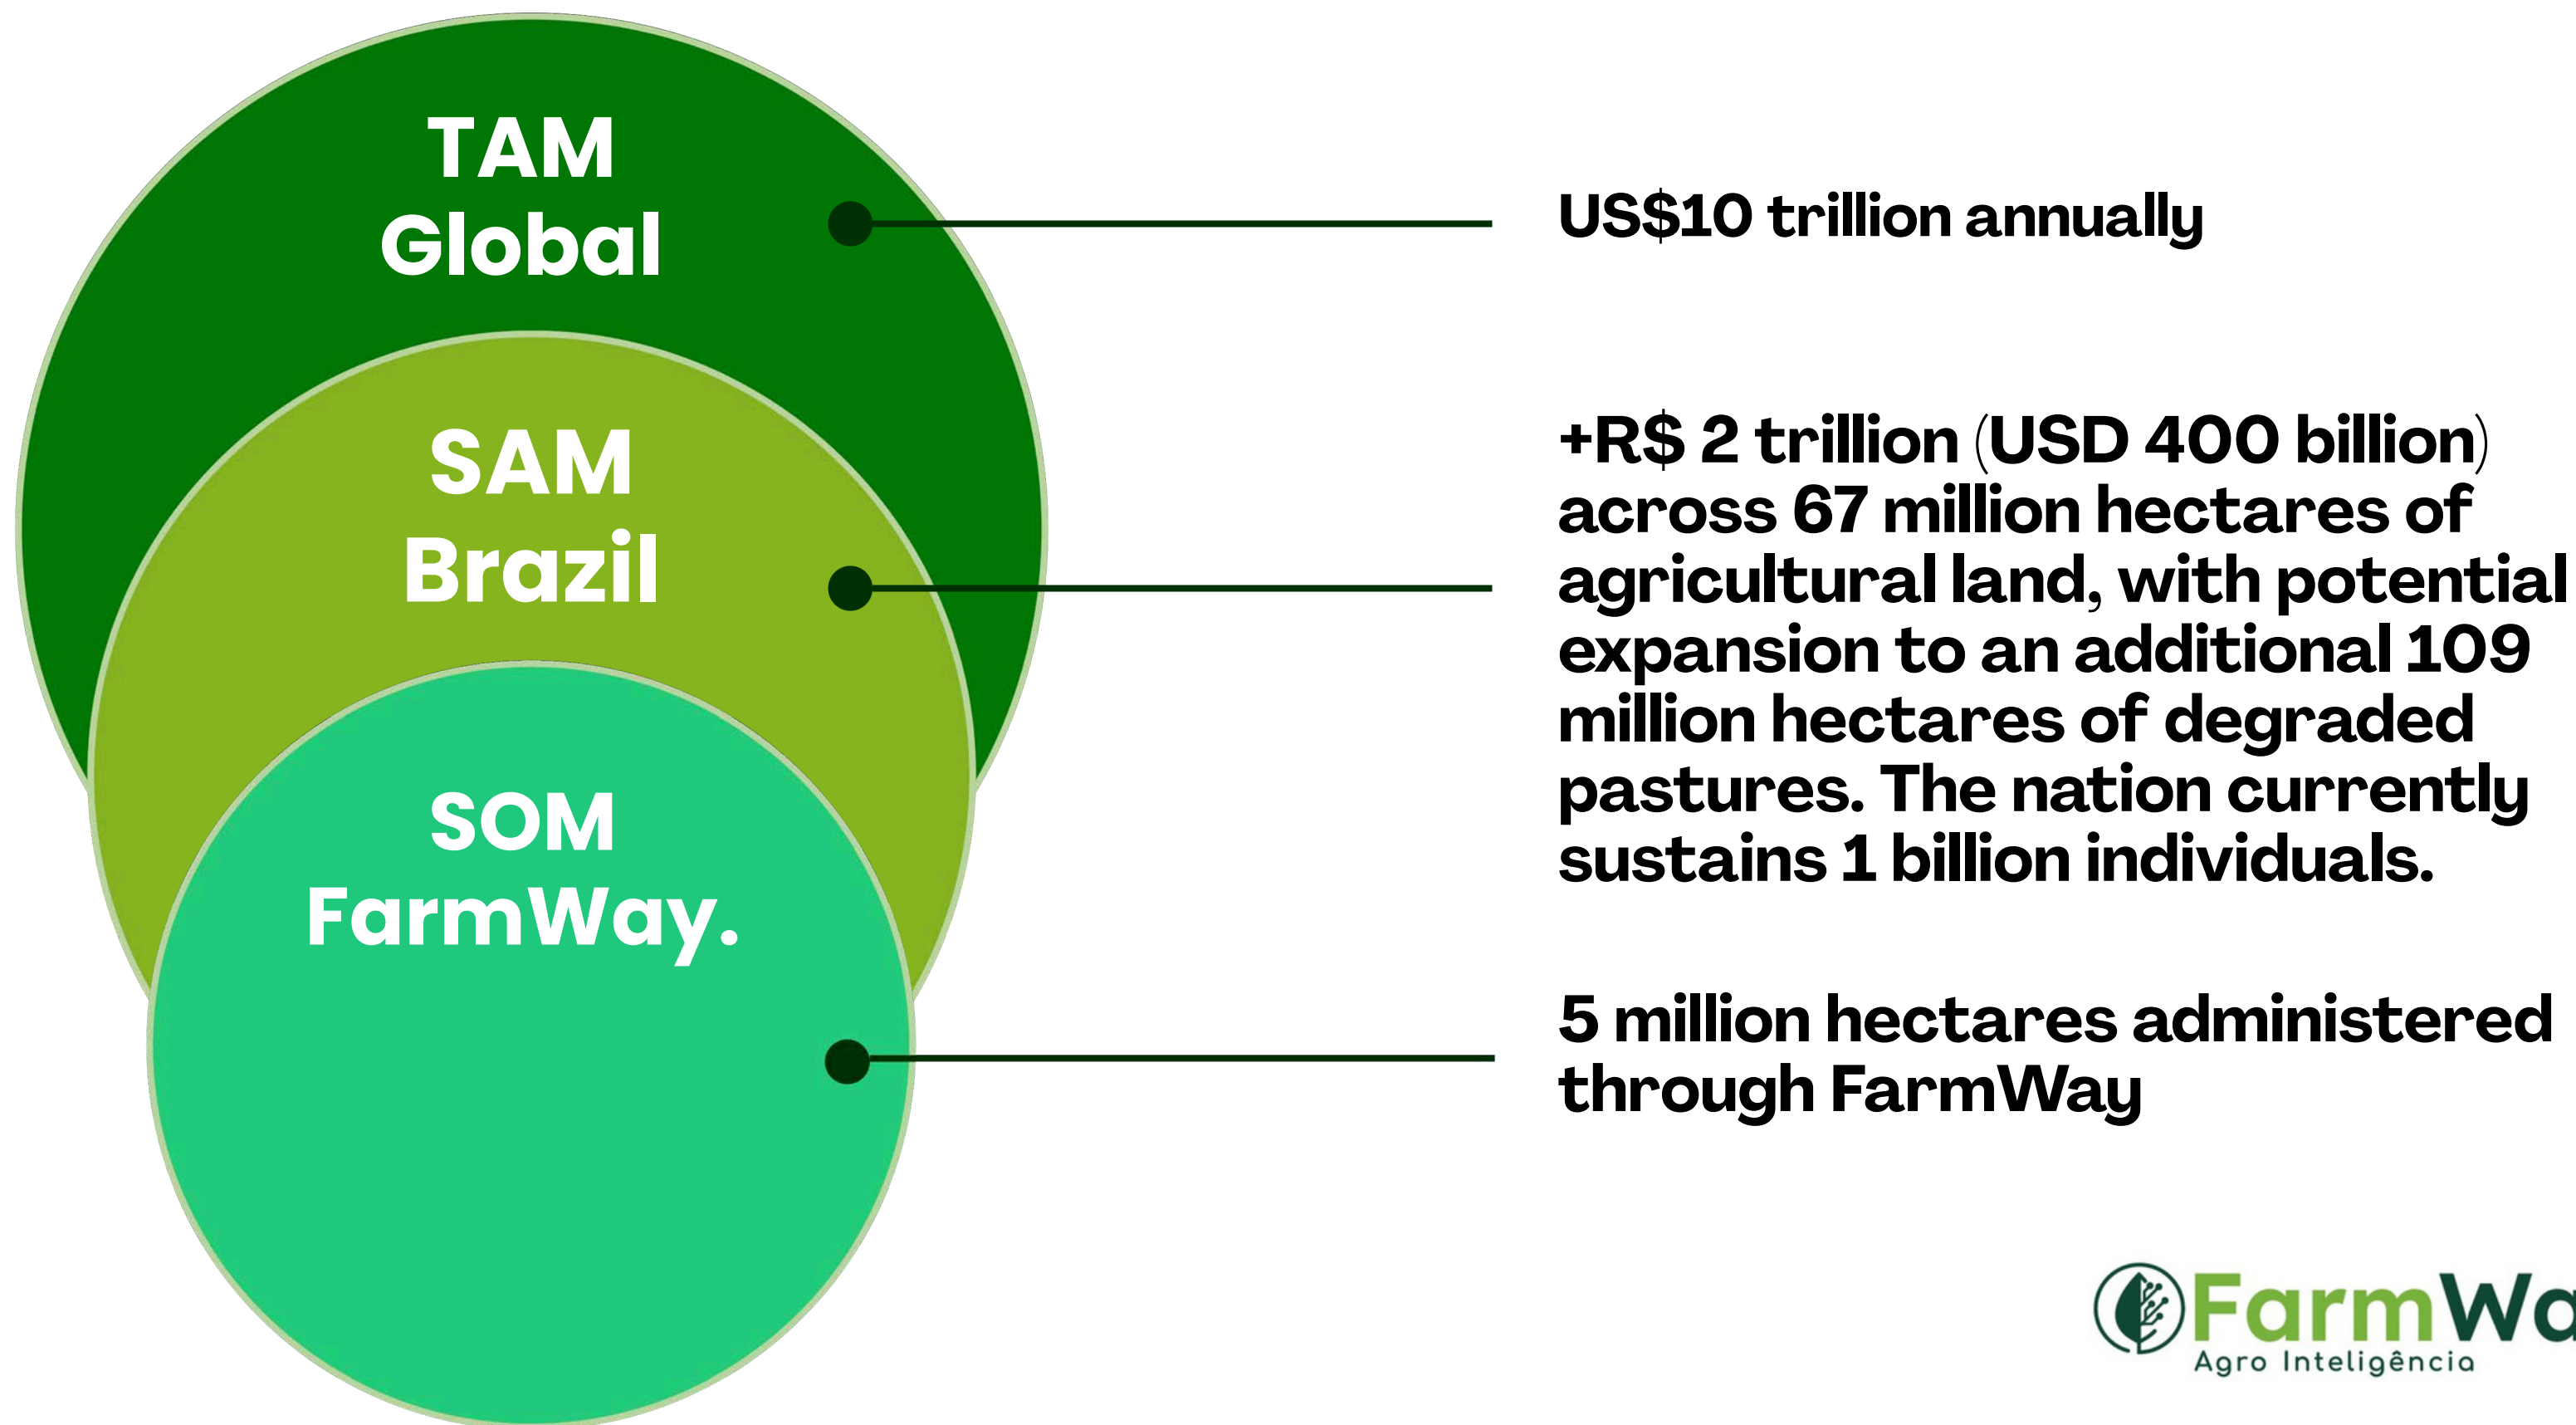 TAM
Global
US$10 trillion annually
SAM
Brazil
+R$ 2 trillion (USD 400 billion)
across 67 million hectares of
agricultural land, with potential
expansion to an additional 109
million hectares of degraded
pastures. The nation currently
sustains 1 billion individuals.
SOM
FarmWay.
5 million hectares administered
through FarmWay
FarmWa
Agro Inteligência